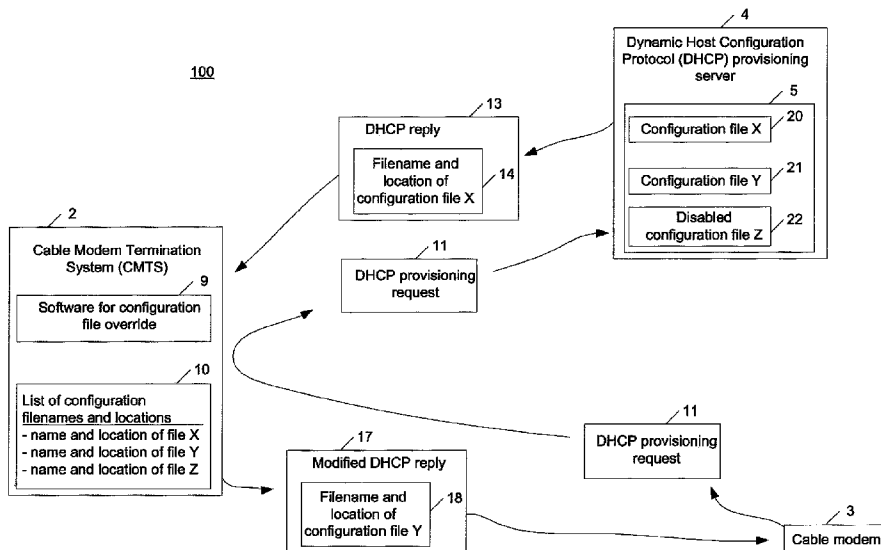 100
4
Dynamic Host Configuration
Protocol (DHCP) provisioning
server
5
Configuration file X
20
Configuration file Y
21
Disabled
configuration file Z
22
13
DHCP reply
Filename and
location of
configuration file X
14
2
Cable Modem Termination
System (CMTS)
9
Software for configuration
file override
10
List of configuration
filenames and locations
- name and location of file X
- name and location of file Y
- name and location of file Z
11
DHCP provisioning
request
11
DHCP provisioning
request
17
Modified DHCP reply
Filename and
location of
configuration file Y
18
3
Cable modem